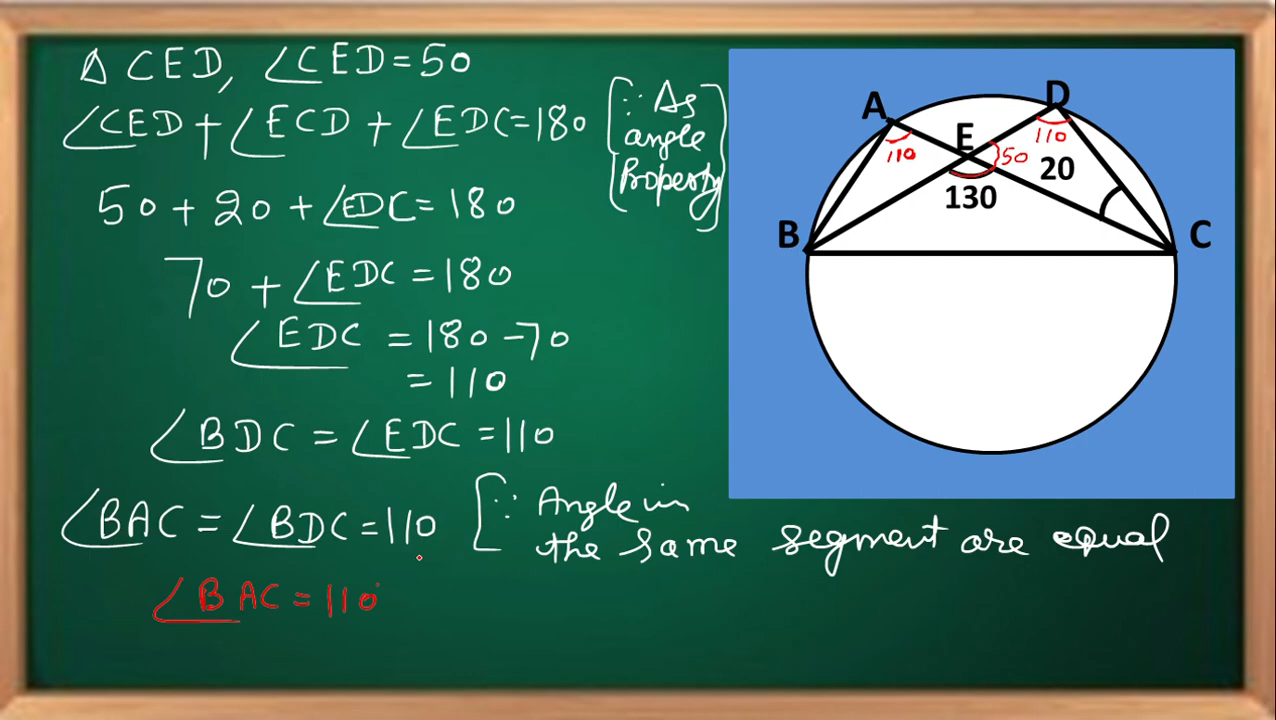 Δ CED, ∠CED = 50
∠CED + ∠ECD + ∠EDC = 180 [∵ As
angle
Property]
50 + 20 + ∠EDC = 180
70 + ∠EDC = 180
∠EDC = 180 - 70
= 110
∠BDC = ∠EDC = 110
∠BAC = ∠BDC = 110 [∵ Angle in
the same segment are equal
∠BAC = 110°
A
D
E
110
110
50
20
130
B
C